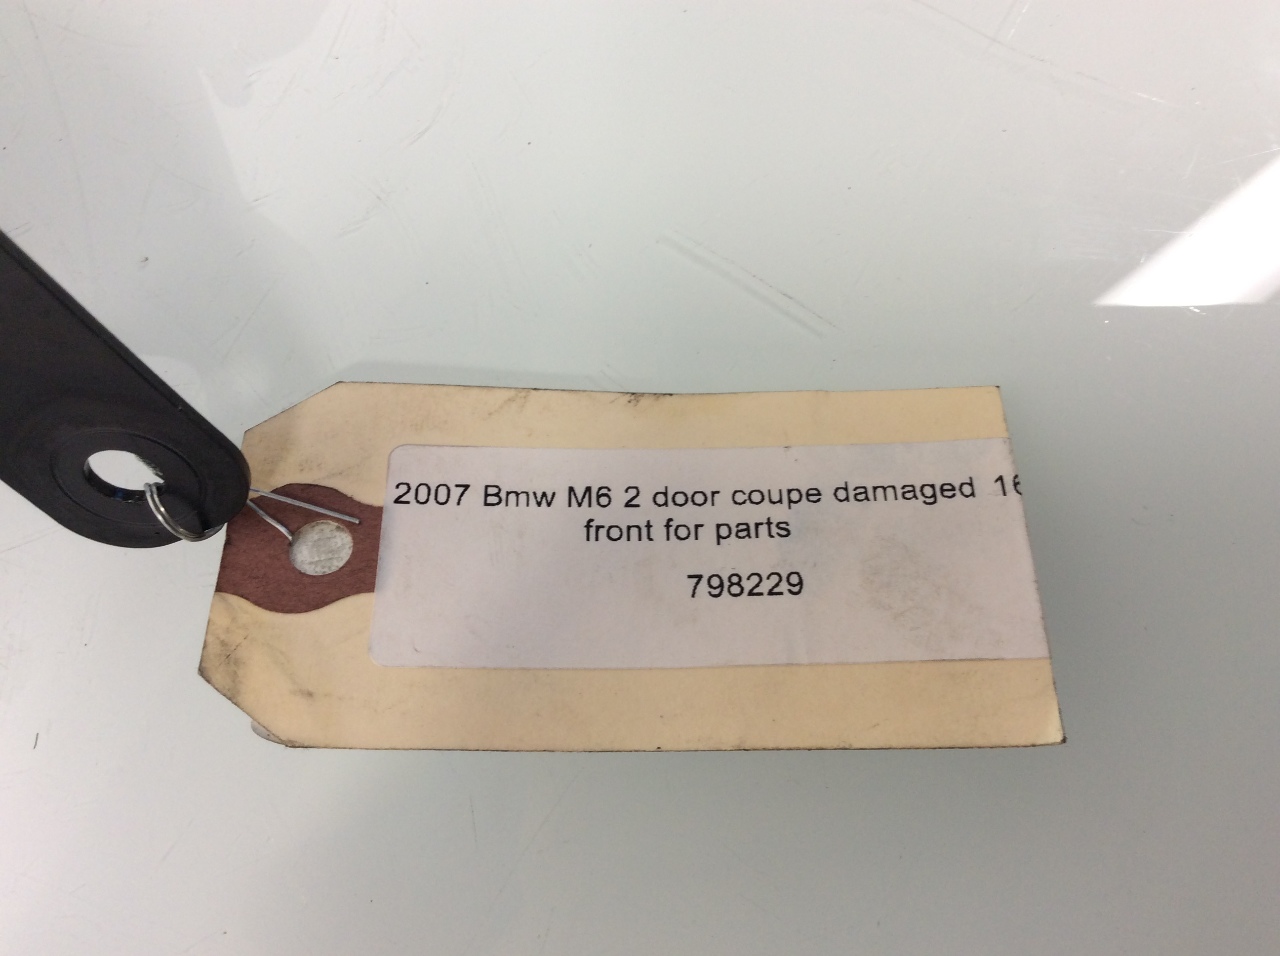 2007 Bmw M6 2 door coupe damaged 16
front for parts
798229